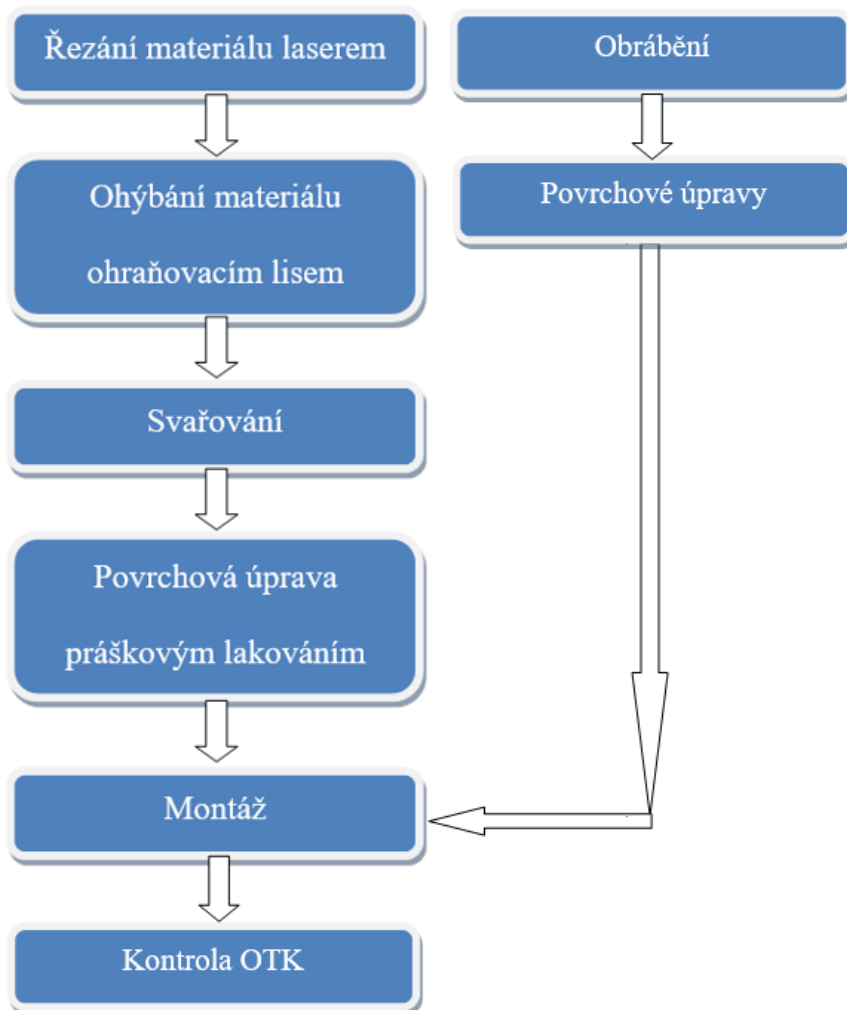 Řezání materiálu laserem
Ohýbání materiálu
ohraňovacím lisem
Svařování
Povrchová úprava
práškovým lakováním
Montáž
Kontrola OTK
Obrábění
Povrchové úpravy